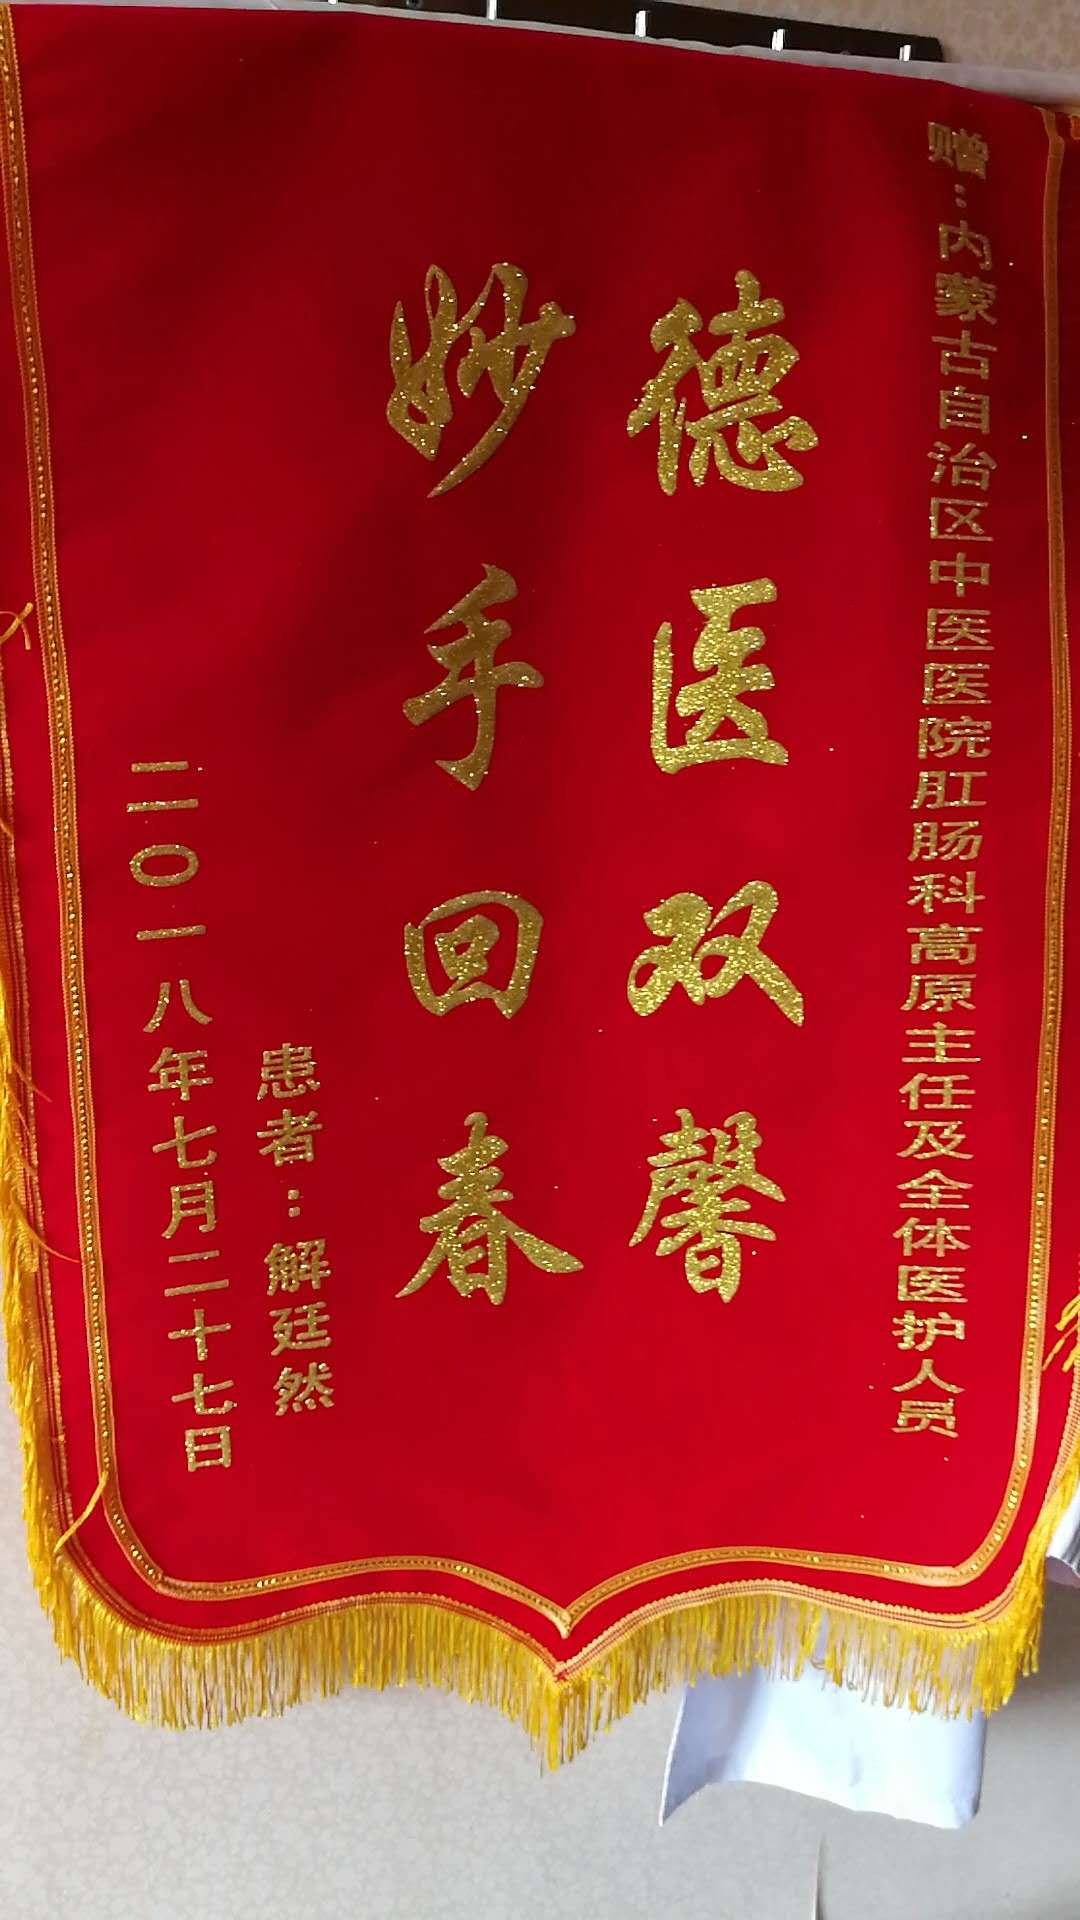 赠:内蒙古自治区中医医院肛肠科高原主任及全体医护人员
德医双馨
妙手回春
患者:解廷然
二〇一八年七月二十七日